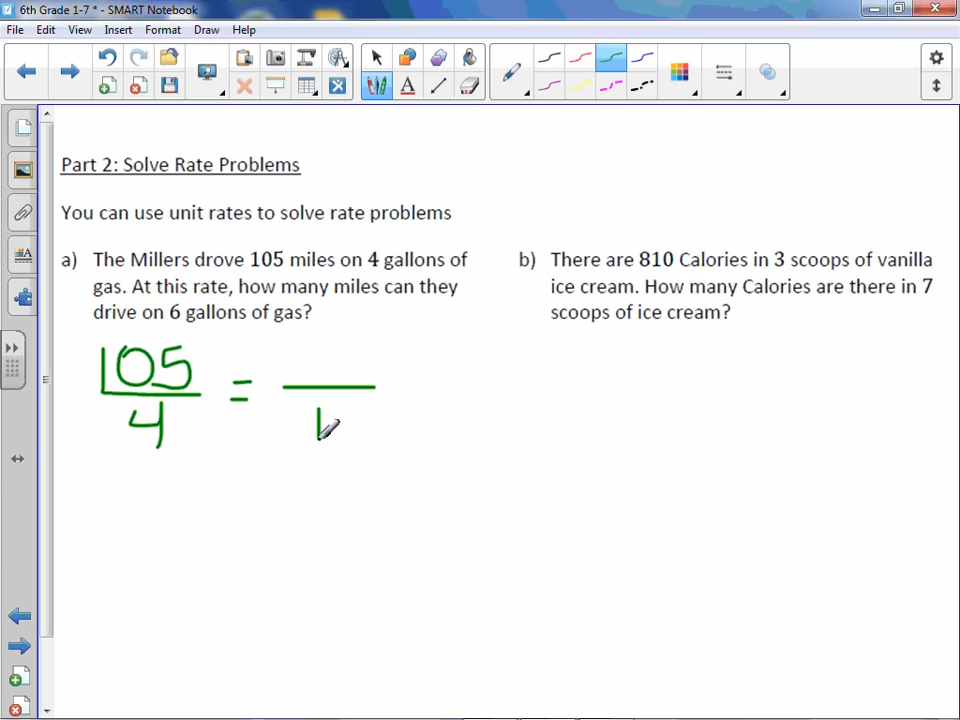 6th Grade 1-7 * - SMART Notebook
File Edit View Insert Format Draw Help
Part 2: Solve Rate Problems
You can use unit rates to solve rate problems
a) The Millers drove 105 miles on 4 gallons of
gas. At this rate, how many miles can they
drive on 6 gallons of gas?
b) There are 810 Calories in 3 scoops of vanilla
ice cream. How many Calories are there in 7
scoops of ice cream?
105
=
4